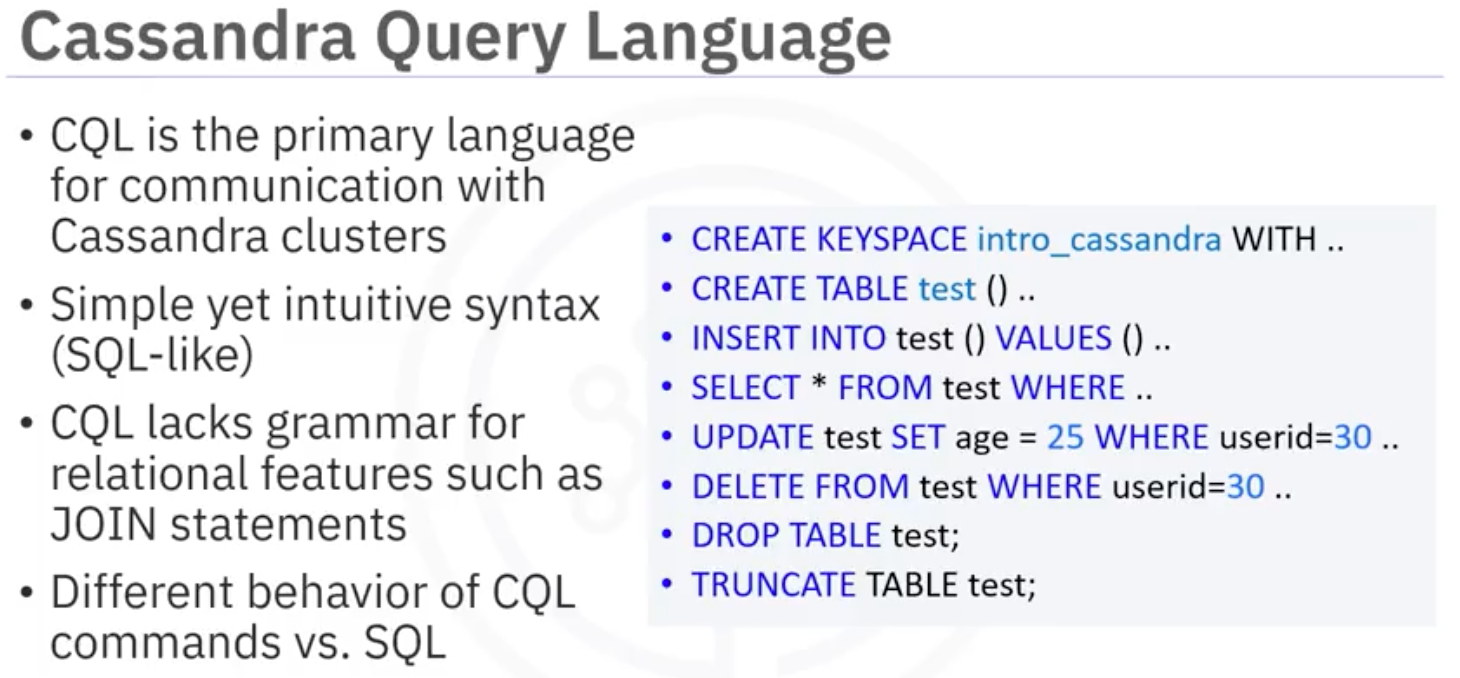 Cassandra Query Language
• CQL is the primary language
for communication with
Cassandra clusters
• Simple yet intuitive syntax
(SQL-like)
• CQL lacks grammar for
relational features such as
JOIN statements
• Different behavior of CQL
commands vs. SQL
• CREATE KEYSPACE intro_cassandra WITH ..
• CREATE TABLE test () ..
• INSERT INTO test () VALUES () ..
• SELECT * FROM test WHERE ..
• UPDATE test SET age = 25 WHERE userid=30 ..
• DELETE FROM test WHERE userid=30 ..
• DROP TABLE test;
• TRUNCATE TABLE test;